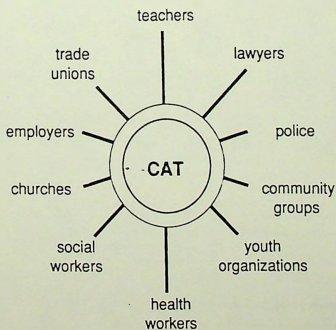 teachers
lawyers
trade
unions
police
employers
CAT
churches
community
groups
social
workers
youth
organizations
health
workers